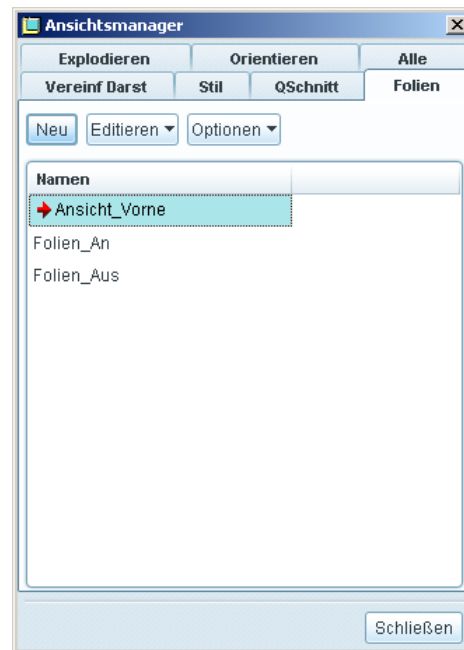 Ansichtsmanager
Explodieren Orientieren Alle
Vereinf Darst Stil QSchnitt Folien
Neu Editieren Optionen
Namen
Ansicht_Vorne
Folien_An
Folien_Aus
Schließen